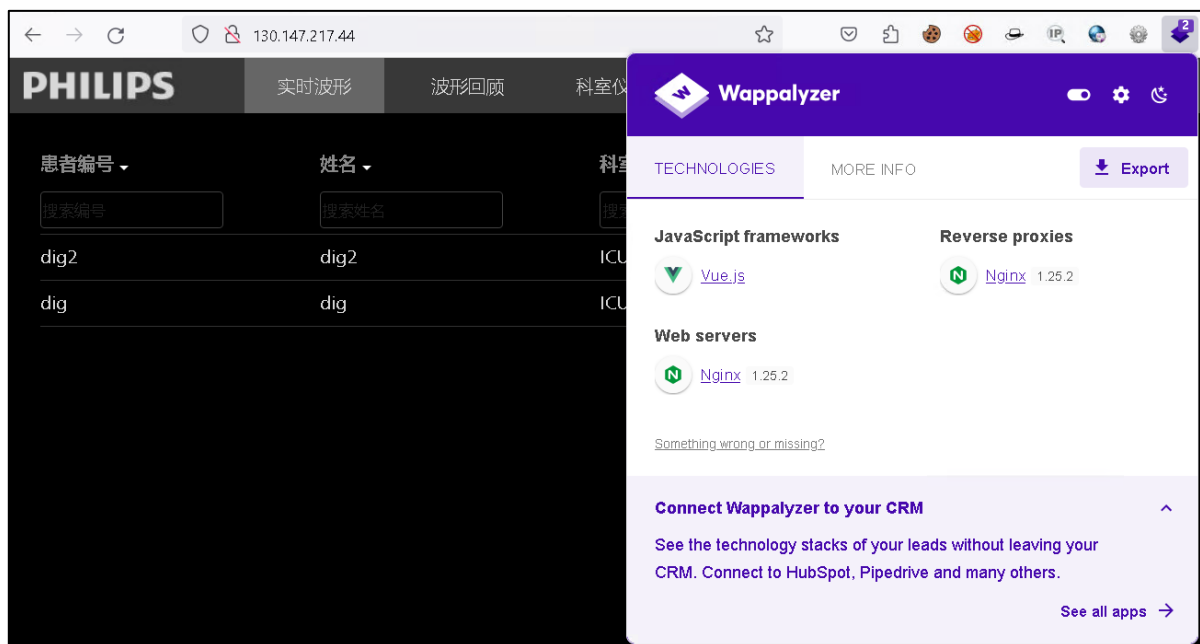 130.147.217.44
2
PHILIPS
实时波形
波形回顾
科室仪
患者编号
姓名
科室
搜索编号
搜索姓名
搜
dig2
dig2
ICU
dig
dig
ICU
Wappalyzer
TECHNOLOGIES
MORE INFO
Export
JavaScript frameworks
Reverse proxies
Vue.js
Nginx 1.25.2
Web servers
Nginx 1.25.2
Something wrong or missing?
Connect Wappalyzer to your CRM
See the technology stacks of your leads without leaving your
CRM. Connect to HubSpot, Pipedrive and many others.
See all apps